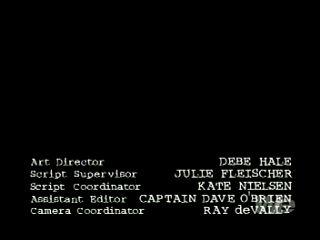 Art Director DEBE HALE
Script Supervisor JULIE FLEISCHER
Script Coordinator KATE NIELSEN
Assistant Editor CAPTAIN DAVE O'BRIEN
Camera Coordinator RAY deVALLY